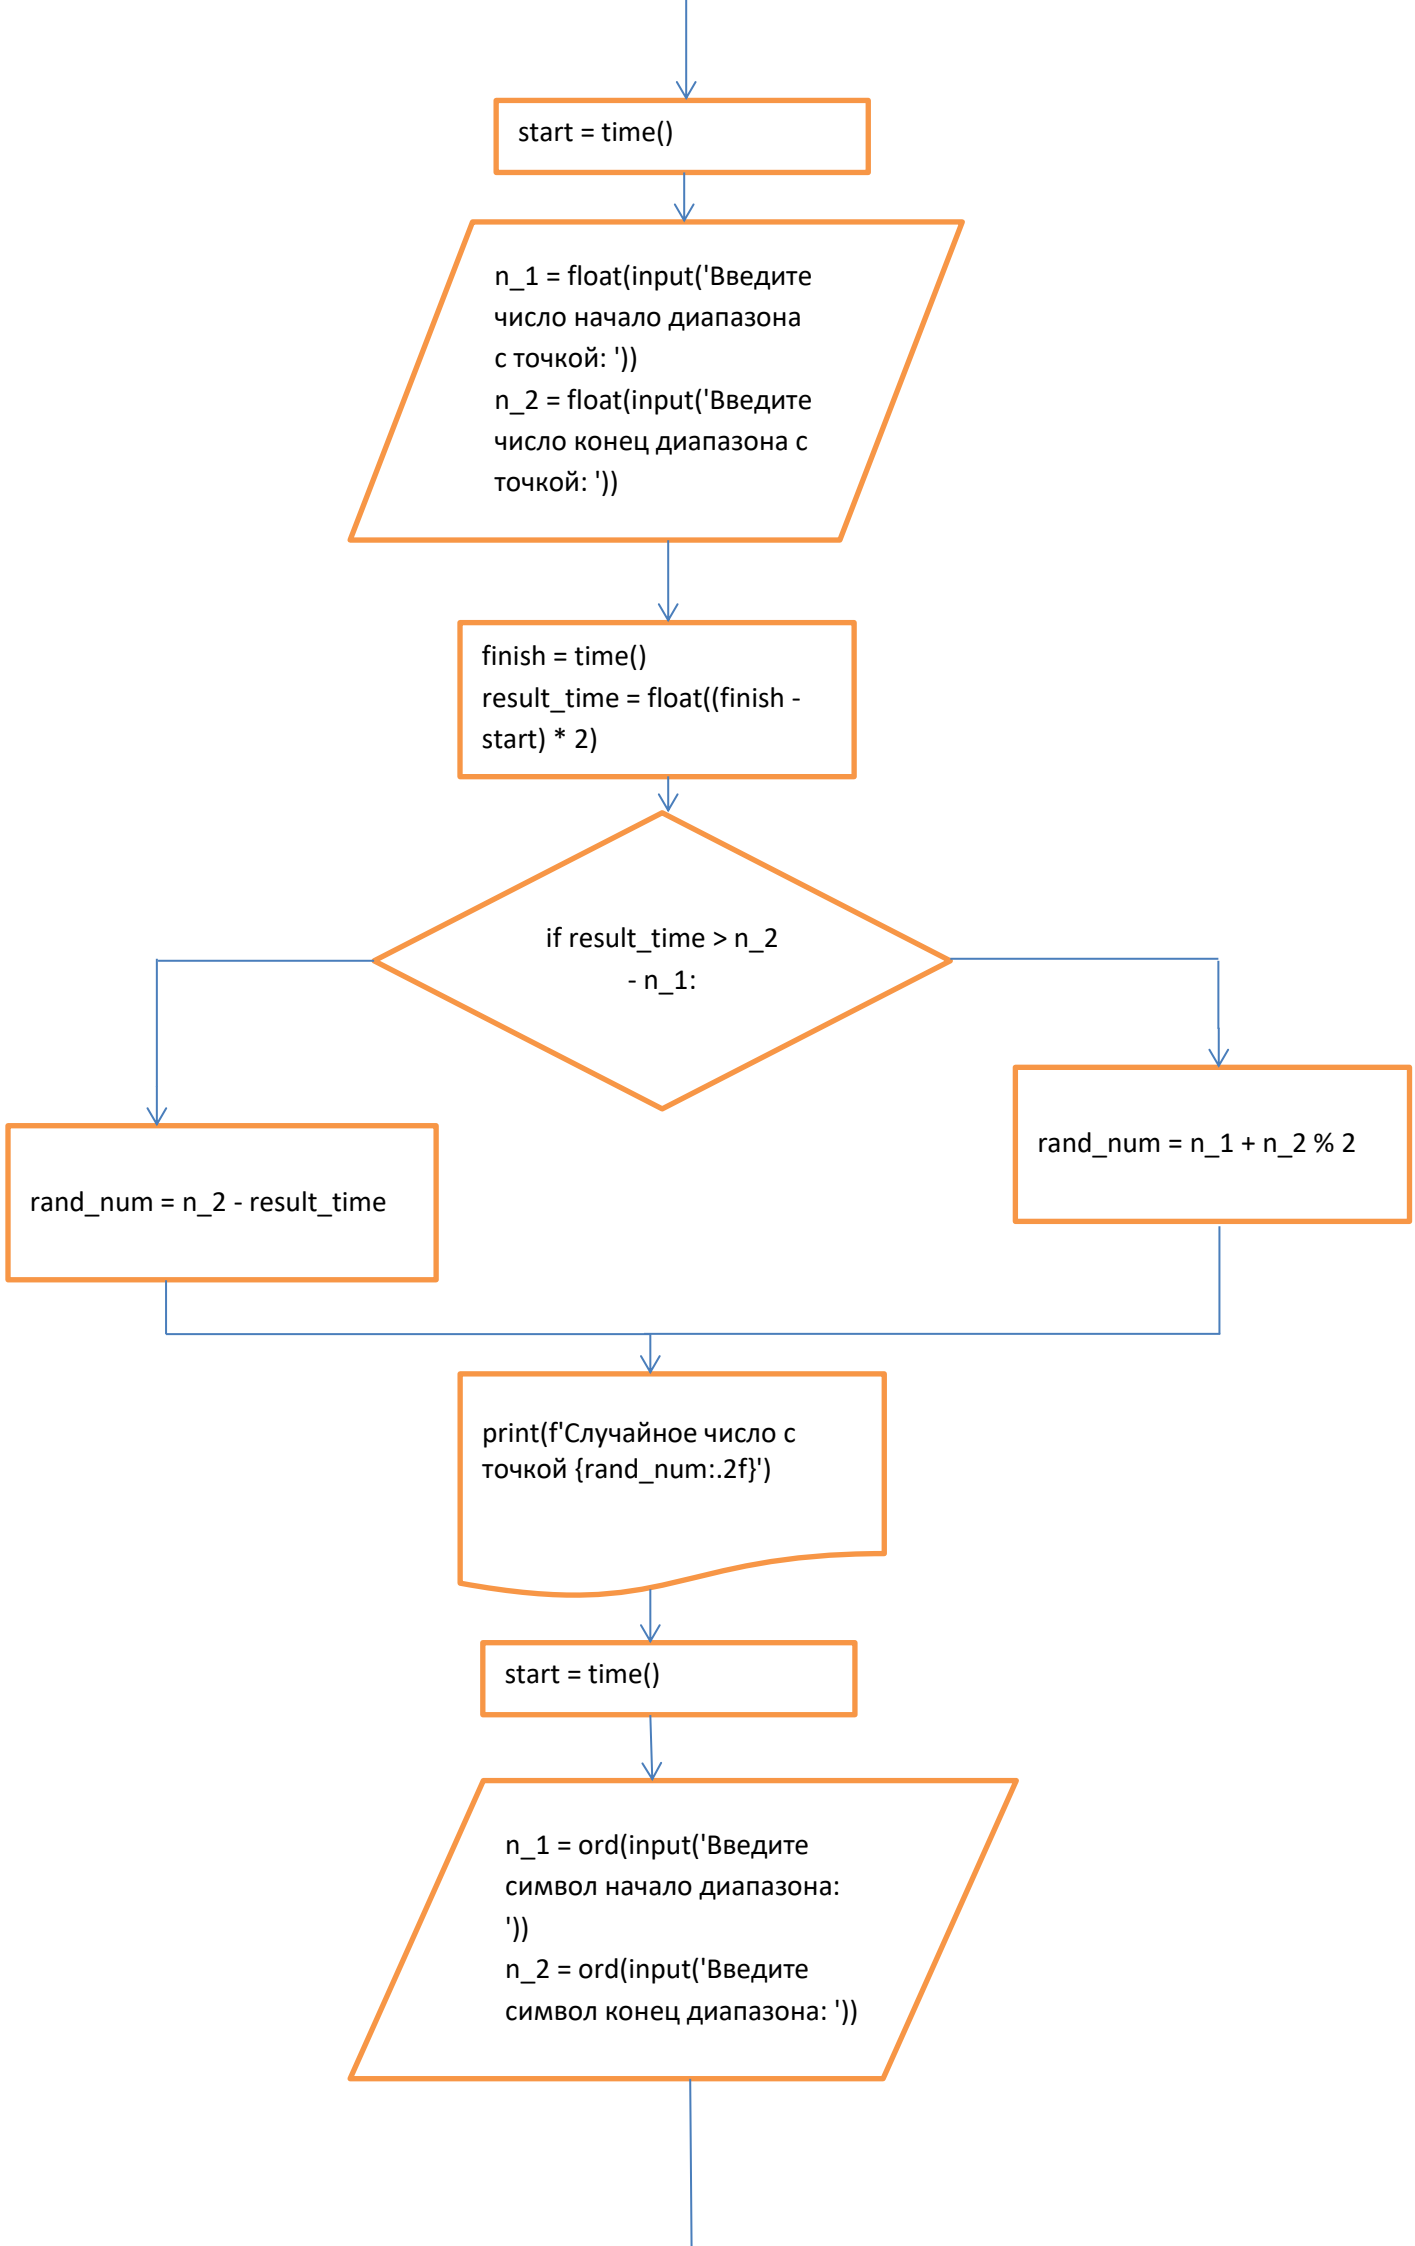 start = time()
n_1 = float(input('Введите
число начало диапазона
с точкой: '))
n_2 = float(input('Введите
число конец диапазона с
точкой: '))
finish = time()
result_time = float((finish -
start) * 2)
if result_time > n_2
- n_1:
rand_num = n_1 + n_2 % 2
rand_num = n_2 - result_time
print(f'Случайное число с
точкой {rand_num:.2f}')
start = time()
n_1 = ord(input('Введите
символ начало диапазона:
'))
n_2 = ord(input('Введите
символ конец диапазона: '))